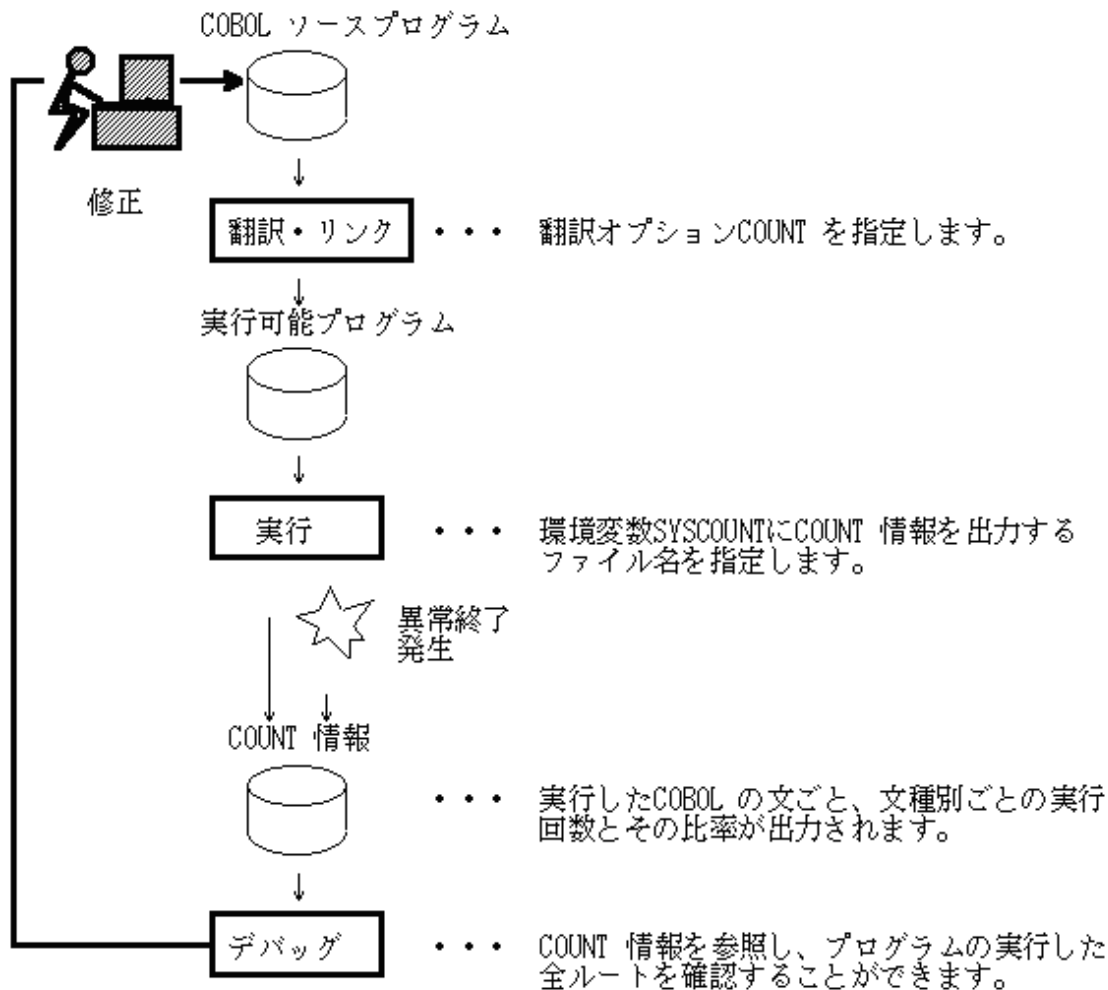 COBOL ソースプログラム
修正
翻訳・リンク ・・・ 翻訳オプションCOUNT を指定します。
実行可能プログラム
実行 ・・・ 環境変数SYSCOUNTにCOUNT 情報を出力する
ファイル名を指定します。
異常終了
発生
COUNT 情報
・・・ 実行したCOBOL の文ごと、文種別ごとの実行
回数とその比率が出力されます。
デバッグ ・・・ COUNT 情報を参照し、プログラムの実行した
全ルートを確認することができます。